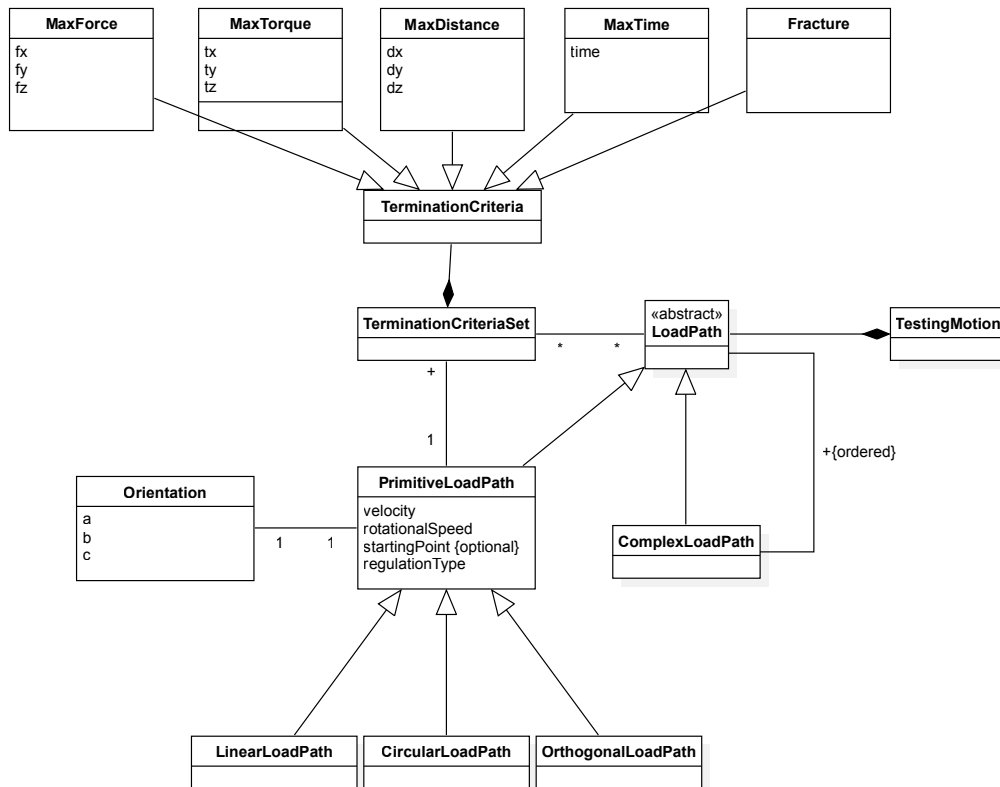 MaxForce
fx
fy
fz
MaxTorque
tx
ty
tz
MaxDistance
dx
dy
dz
MaxTime
time
Fracture
TerminationCriteria
TerminationCriteriaSet
*
*
«abstract»
LoadPath
TestingMotion
+
1
+{ordered}
Orientation
a
b
c
1
1
PrimitiveLoadPath
velocity
rotationalSpeed
startingPoint {optional}
regulationType
ComplexLoadPath
LinearLoadPath
CircularLoadPath
OrthogonalLoadPath